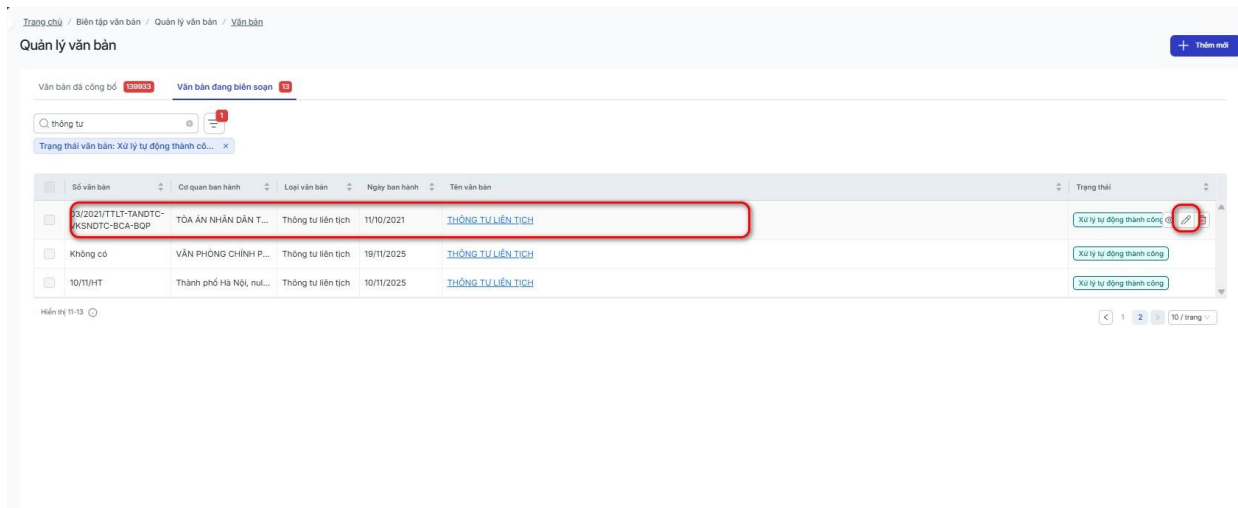 Trang chủ / Biên tập văn bản / Quản lý văn bản / Văn bản
Quản lý văn bản
+ Thêm mới
Văn bản đã công bố 139933 Văn bản đang biên soạn 13
thông tư 1
Trạng thái văn bản: Xử lý tự động thành cô... ×
Số văn bản Cơ quan ban hành Loại văn bản Ngày ban hành Tên văn bản Trạng thái
03/2021/TTLT-TANDTC-
VKSNDTC-BCA-BQP TÒA ÁN NHÂN DÂN T... Thông tư liên tịch 11/10/2021 THÔNG TƯ LIÊN TỊCH Xử lý tự động thành công
Không có VĂN PHÒNG CHÍNH P... Thông tư liên tịch 19/11/2025 THÔNG TƯ LIÊN TỊCH Xử lý tự động thành công
10/11/HT Thành phố Hà Nội, nul... Thông tư liên tịch 10/11/2025 THÔNG TƯ LIÊN TỊCH Xử lý tự động thành công
Hiển thị 11-13 < 1 2 > 10 / trang